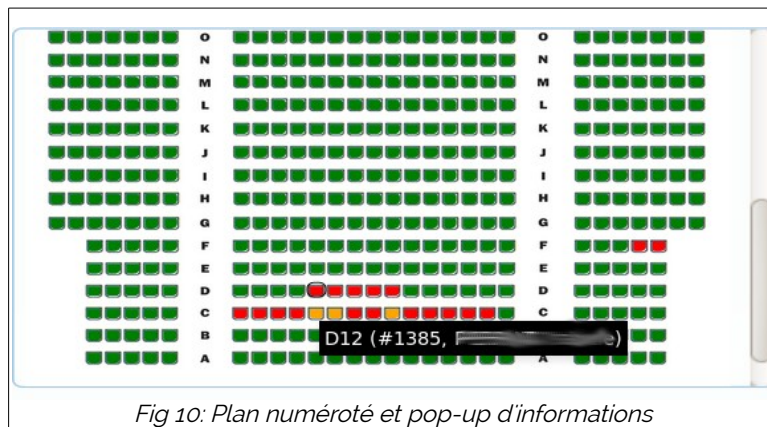 O O
N N
M M
L L
K K
J J
I I
H H
G G
F F
E E
D D
C C
B
A A
D12 (#1385, e)
Fig 10: Plan numéroté et pop-up d'informations